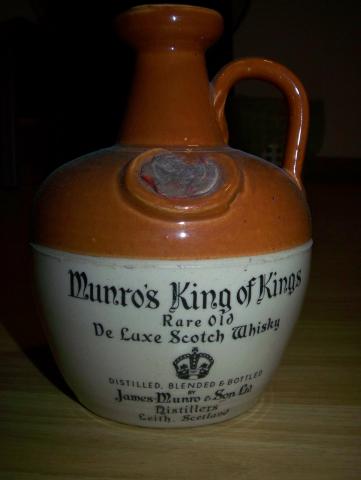 Munro's King of Kings
Rare Old
De Luxe Scotch Whisky
DISTILLED, BLENDED & BOTTLED
BY
James Munro & Son Ltd
Distillers
Leith, Scotland